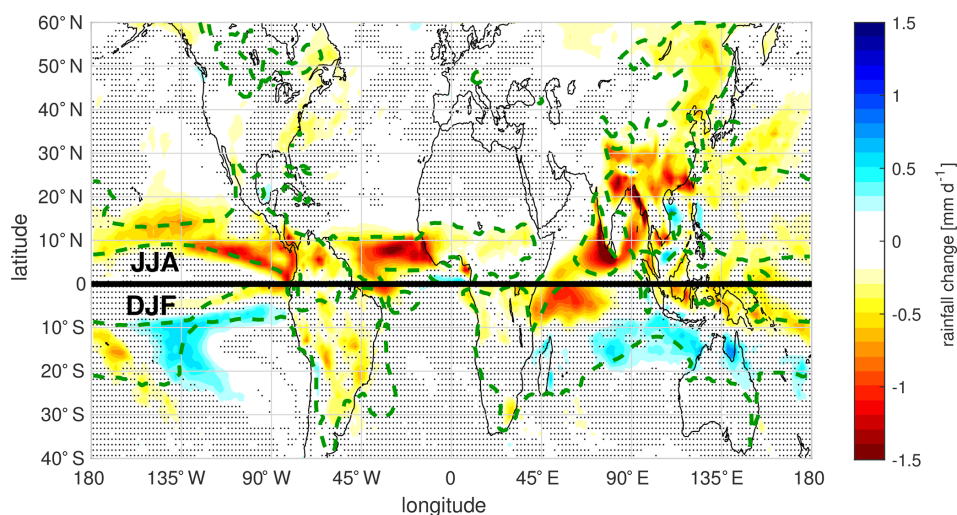 60° N
50° N
40° N
30° N
20° N
10° N
0
10° S
20° S
30° S
40° S
latitude
JJA
DJF
180
135° W
90° W
45° W
0
45° E
90° E
135° E
180
longitude
1.5
1
0.5
0
-0.5
-1
-1.5
rainfall change [mm d⁻¹]